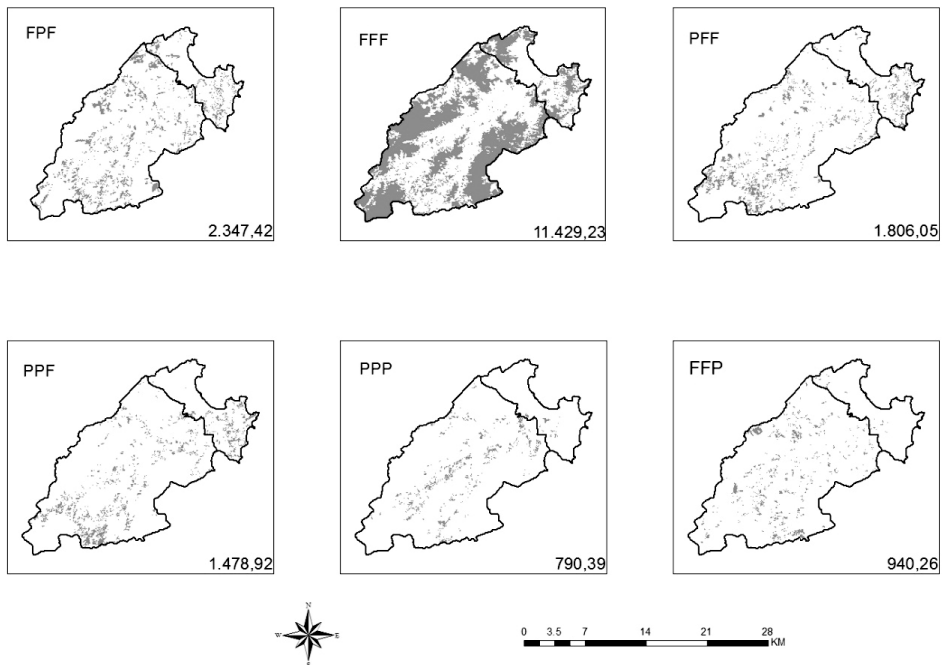 FPF
2.347,42
FFF
11.429,23
PFF
1.806,05
PPF
1.478,92
PPP
790,39
FFP
940,26
N
W E
S
0 3.5 7 14 21 28
KM